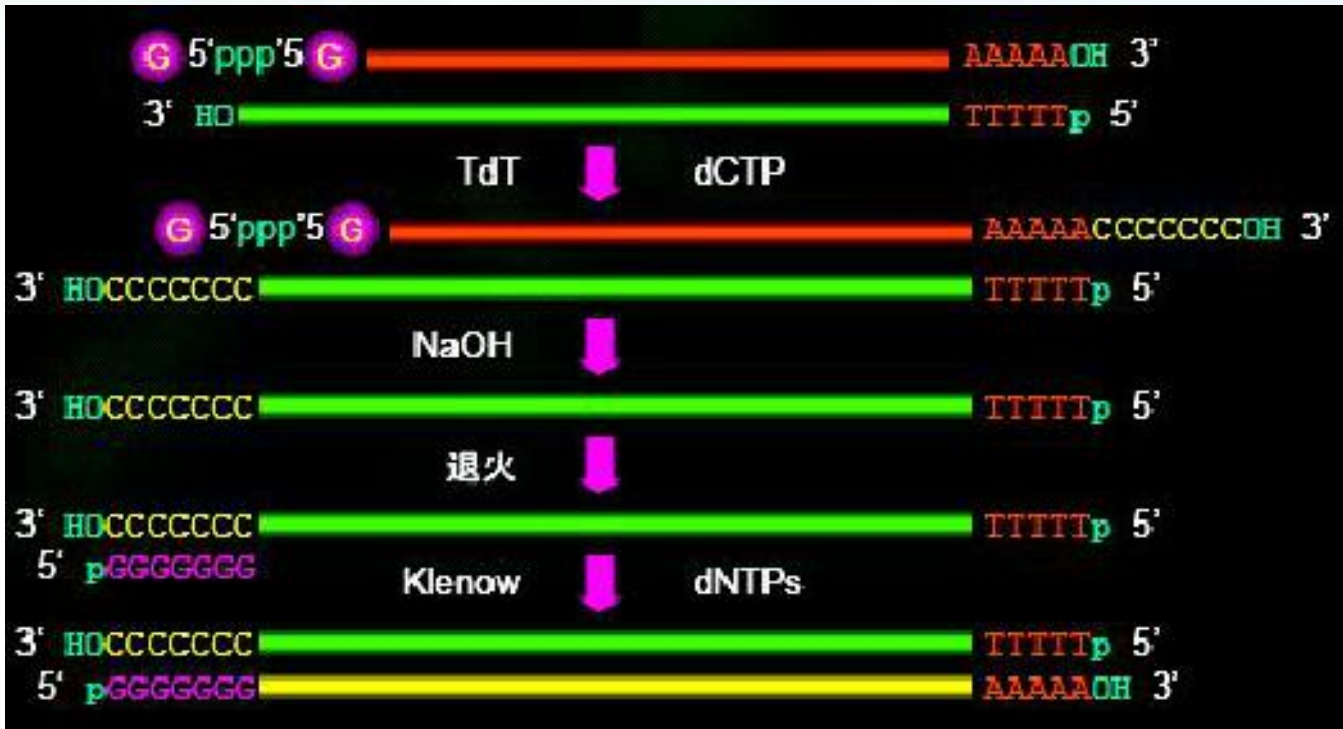 G 5'ppp'5 G AAAAAOH 3'
3' HO TTTTTp 5'
TdT dCTP
G 5'ppp'5 G AAAAACCCCCCCOH 3'
3' HOCCCCCCC TTTTTp 5'
NaOH
3' HOCCCCCCC TTTTTp 5'
退火
3' HOCCCCCCC TTTTTp 5'
5' pGGGGGGG
Klenow dNTPs
3' HOCCCCCCC TTTTTp 5'
5' pGGGGGGG AAAAAOH 3'